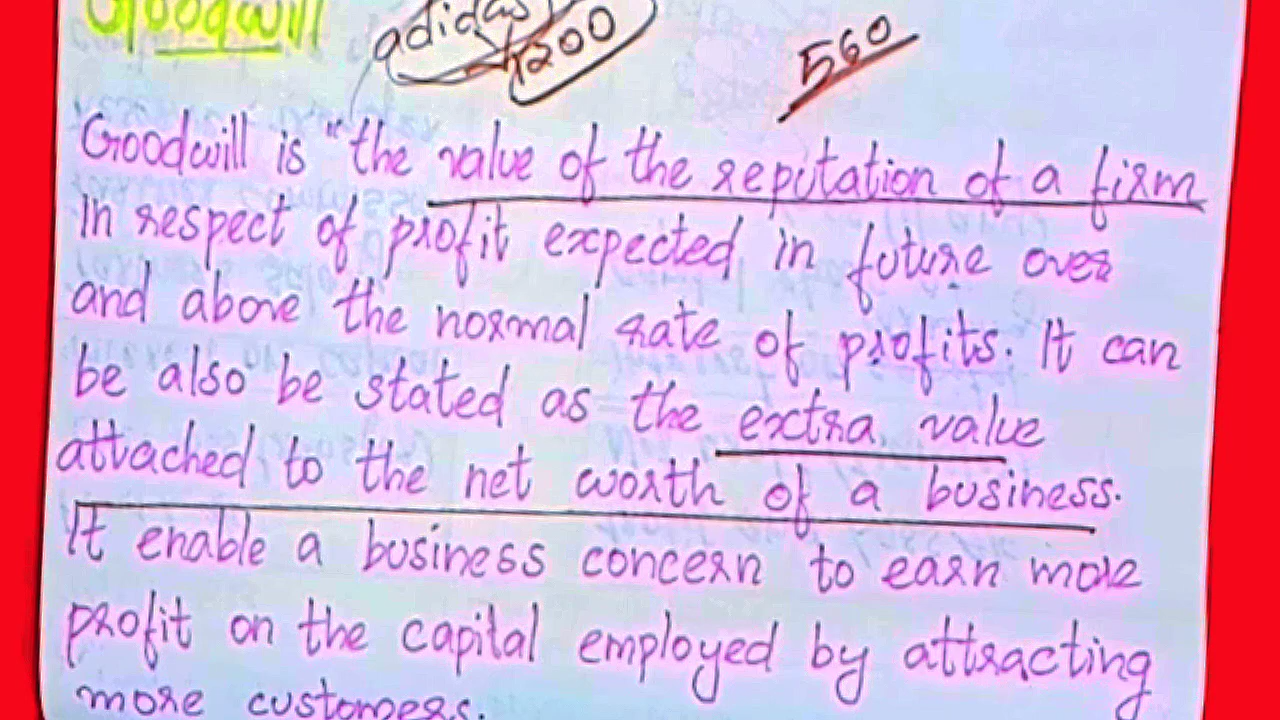 Goodwill
adidas
1200
560
Goodwill is "the value of the reputation of a firm
in respect of profit expected in future over
and above the normal rate of profits. It can
be also be stated as the extra value
attached to the net worth of a business.
It enable a business concern to earn more
profit on the capital employed by attracting
more customers.